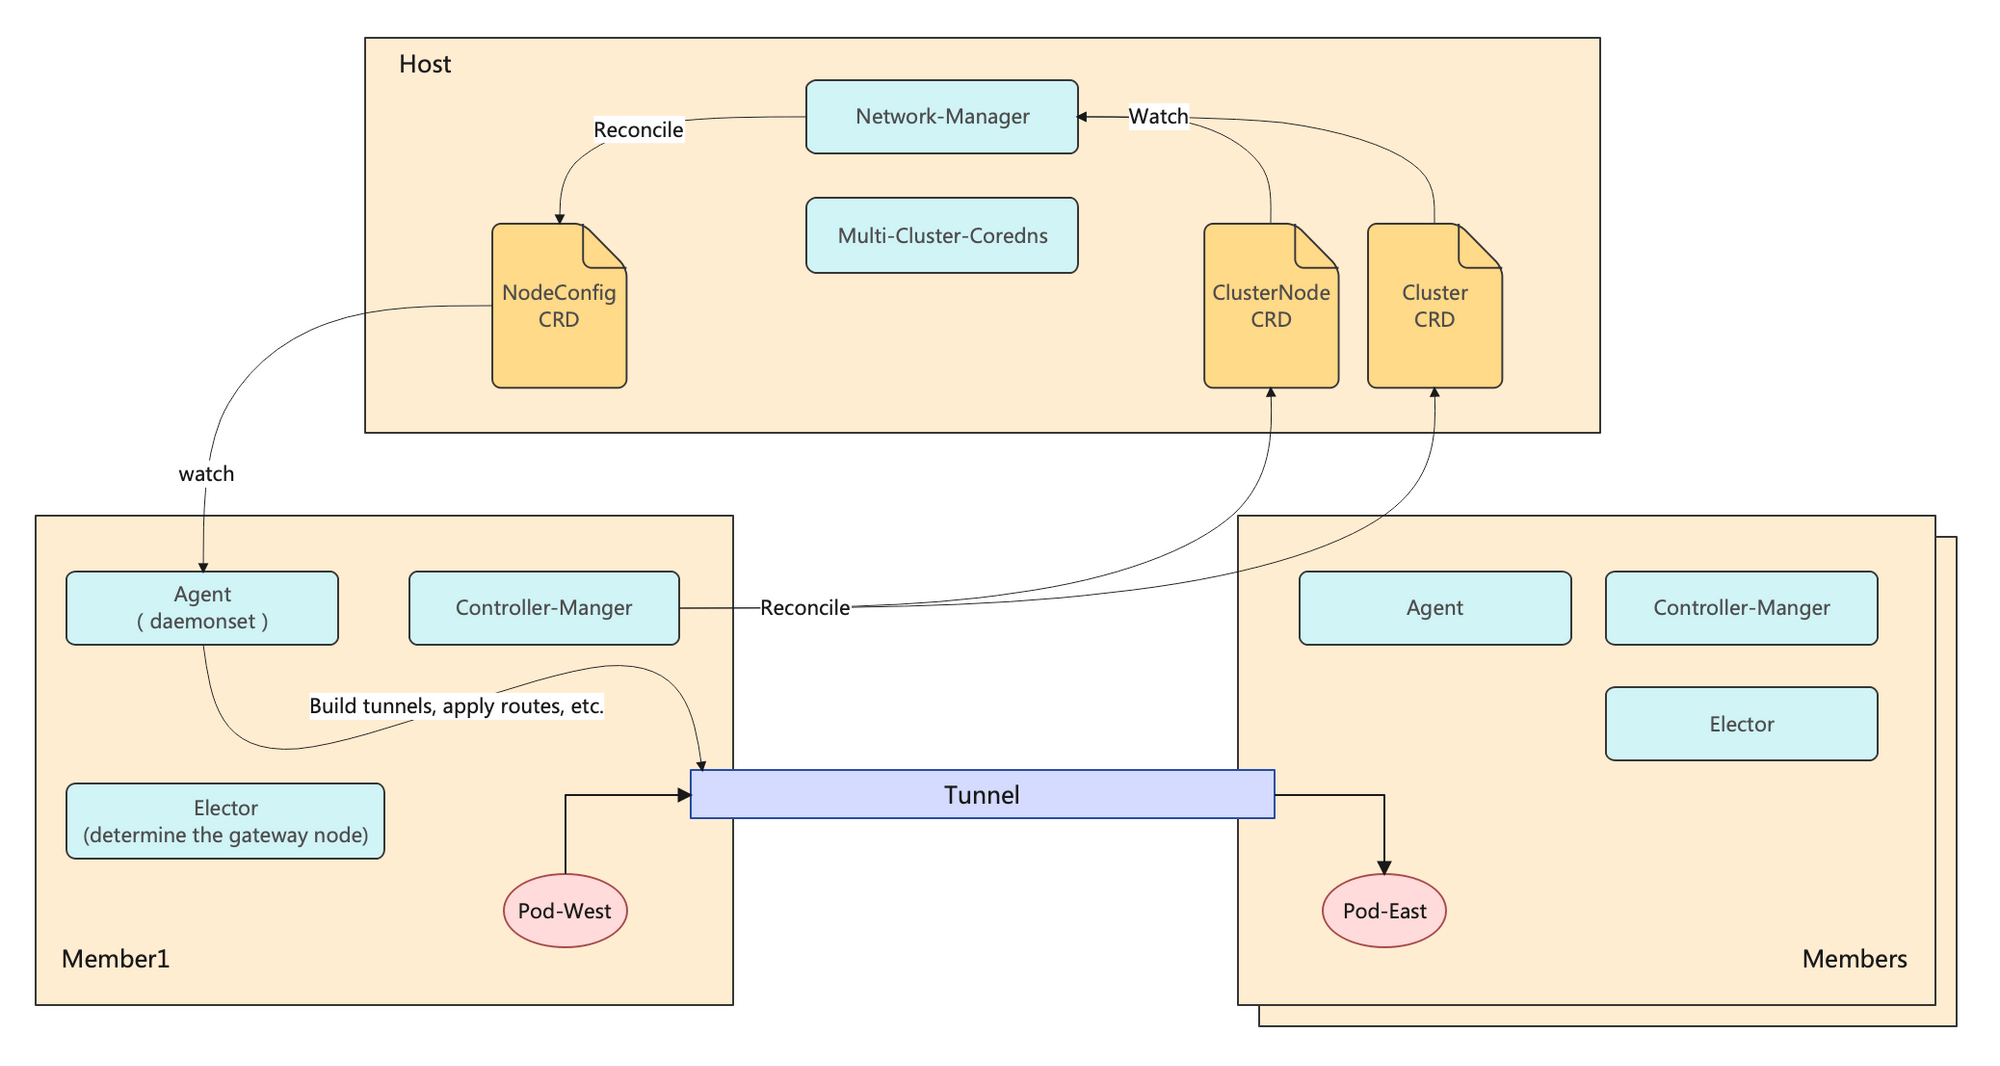 Host
Network-Manager
Reconcile
Watch
Multi-Cluster-Coredns
NodeConfig
CRD
ClusterNode
CRD
Cluster
CRD
watch
Agent
( daemonset )
Controller-Manger
Reconcile
Agent
Controller-Manger
Build tunnels, apply routes, etc.
Elector
Tunnel
Elector
(determine the gateway node)
Pod-West
Pod-East
Member1
Members